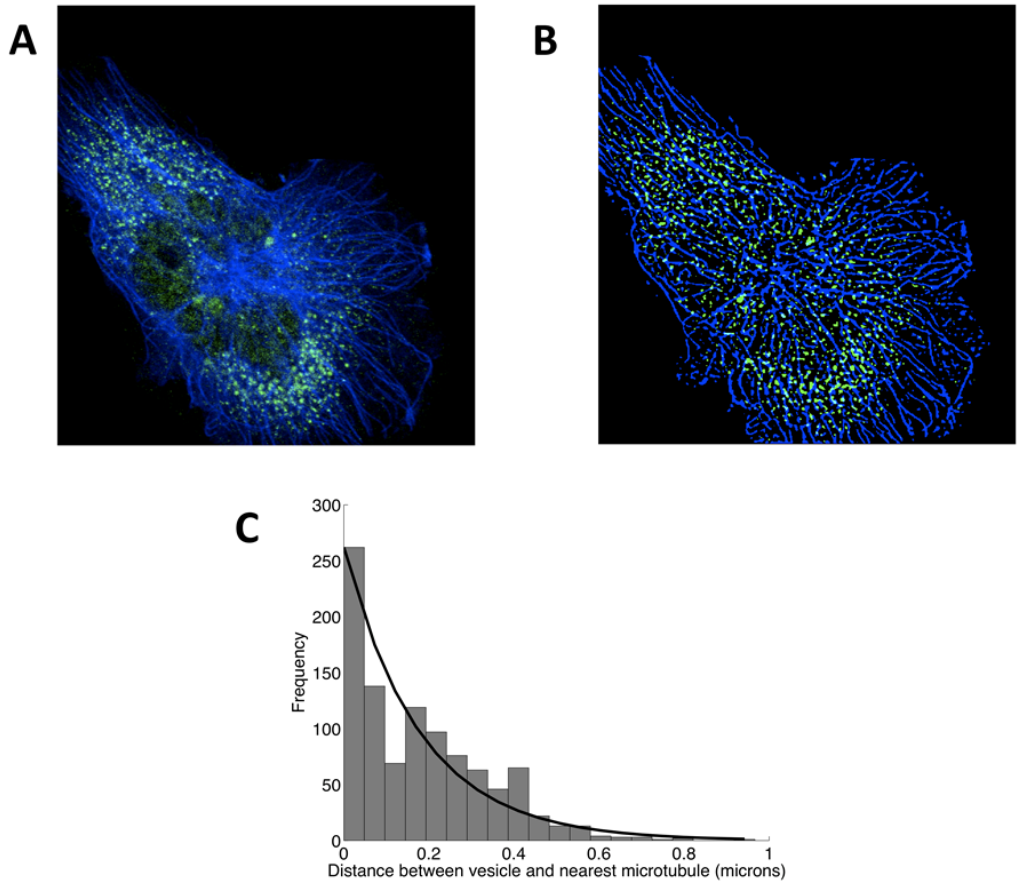 A
B
C
300
250
200
150
100
50
0
Frequency
0 0.2 0.4 0.6 0.8 1
Distance between vesicle and nearest microtubule (microns)